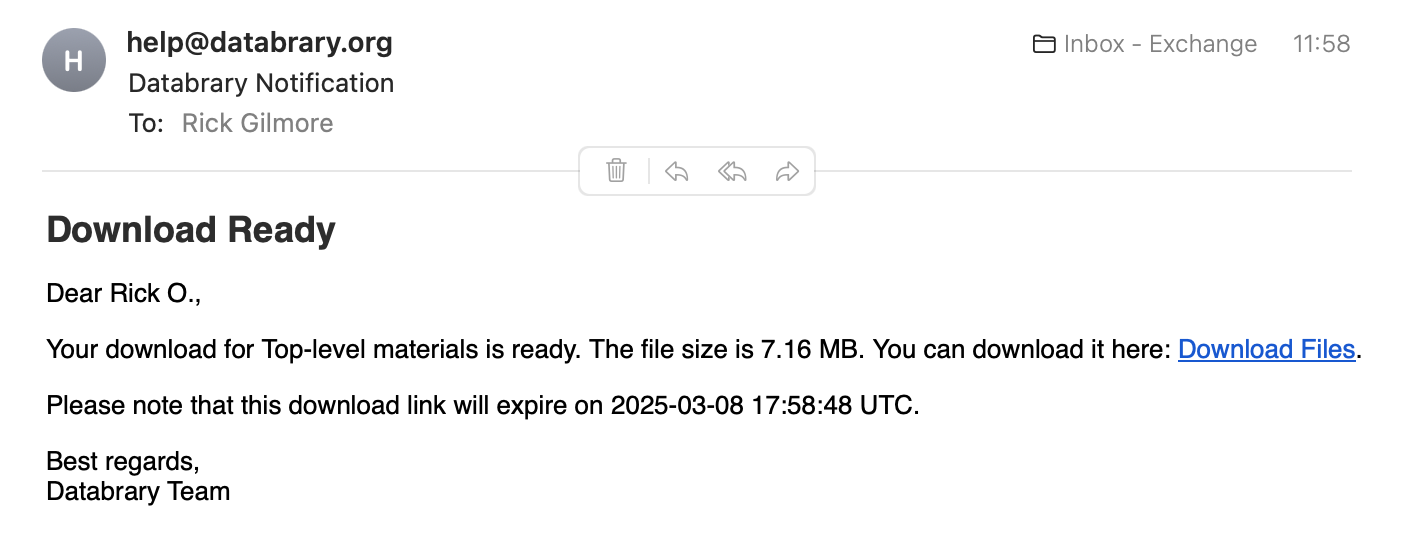 H
help@databrary.org
Inbox - Exchange 11:58
Databrary Notification
To: Rick Gilmore
Download Ready
Dear Rick O.,
Your download for Top-level materials is ready. The file size is 7.16 MB. You can download it here: Download Files.
Please note that this download link will expire on 2025-03-08 17:58:48 UTC.
Best regards,
Databrary Team